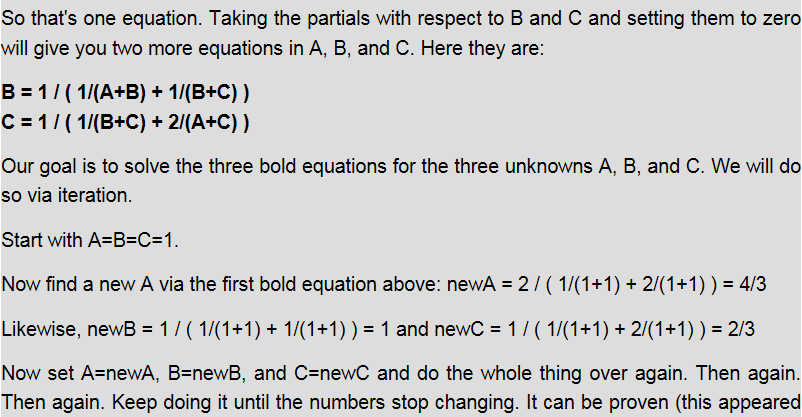 So that's one equation. Taking the partials with respect to B and C and setting them to zero
will give you two more equations in A, B, and C. Here they are:
B = 1 / ( 1/(A+B) + 1/(B+C) )
C = 1 / ( 1/(B+C) + 2/(A+C) )
Our goal is to solve the three bold equations for the three unknowns A, B, and C. We will do
so via iteration.
Start with A=B=C=1.
Now find a new A via the first bold equation above: newA = 2 / ( 1/(1+1) + 2/(1+1) ) = 4/3
Likewise, newB = 1 / ( 1/(1+1) + 1/(1+1) ) = 1 and newC = 1 / ( 1/(1+1) + 2/(1+1) ) = 2/3
Now set A=newA, B=newB, and C=newC and do the whole thing over again. Then again.
Then again. Keep doing it until the numbers stop changing. It can be proven (this appeared